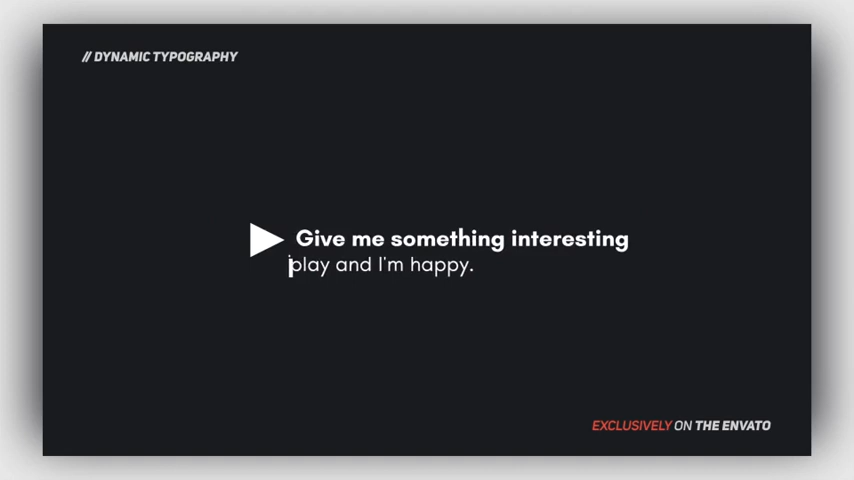 // DYNAMIC TYPOGRAPHY
Give me something interesting
play and I'm happy.
EXCLUSIVELY ON THE ENVATO